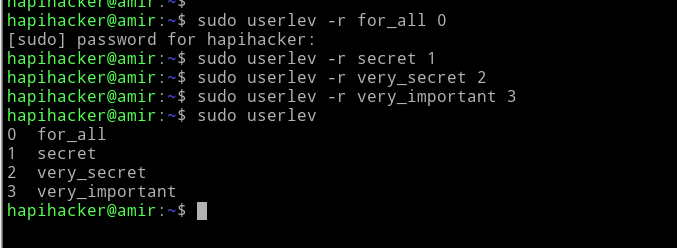 hapihacker@amir:~$
hapihacker@amir:~$ sudo userlev -r for_all 0
[sudo] password for hapihacker:
hapihacker@amir:~$ sudo userlev -r secret 1
hapihacker@amir:~$ sudo userlev -r very_secret 2
hapihacker@amir:~$ sudo userlev -r very_important 3
hapihacker@amir:~$ sudo userlev
0  for_all
1  secret
2  very_secret
3  very_important
hapihacker@amir:~$